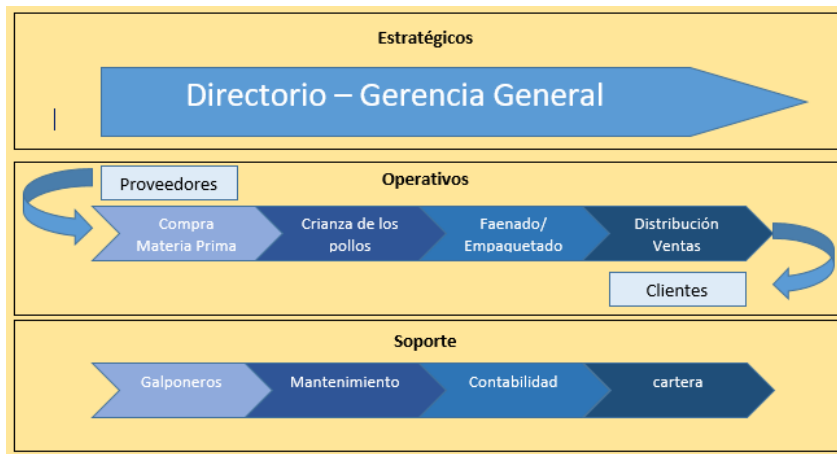 Estratégicos
Directorio – Gerencia General
Proveedores
Operativos
Compra
Materia Prima
Crianza de los
pollos
Faenado/
Empaquetado
Distribución
Ventas
Clientes
Soporte
Galponeros
Mantenimiento
Contabilidad
cartera